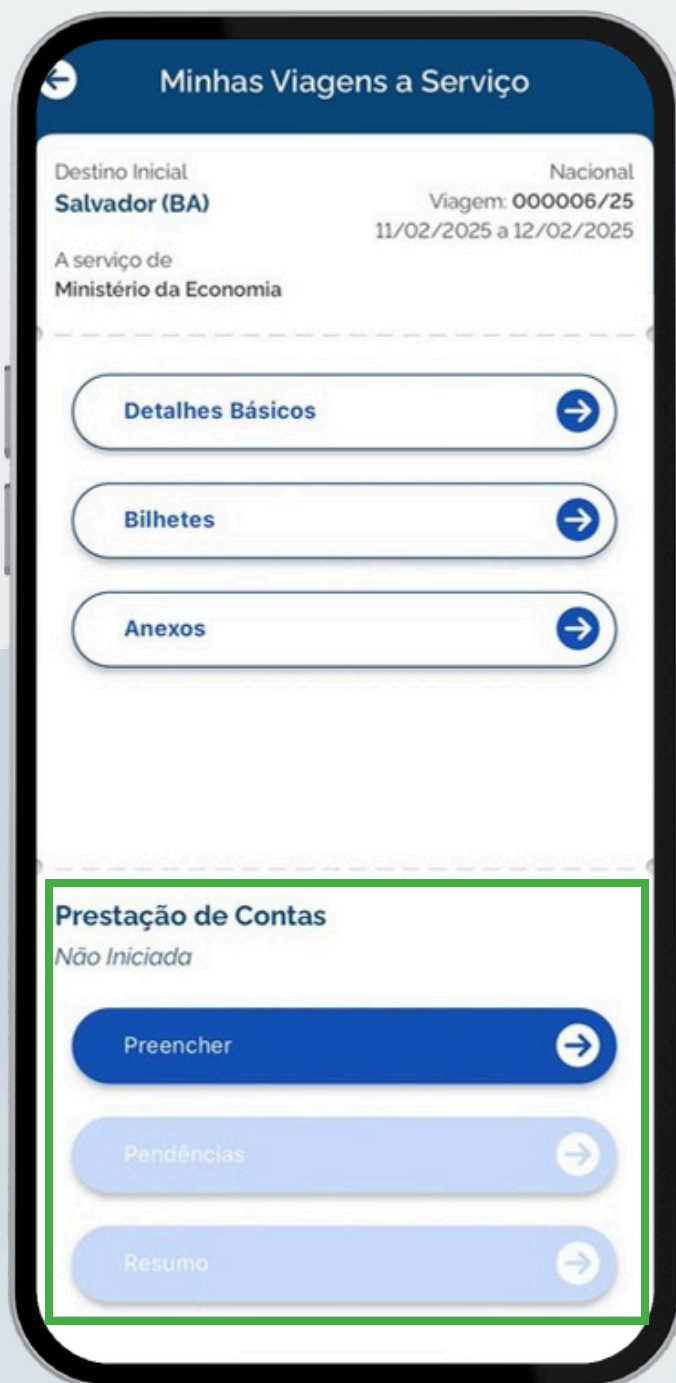 Minhas Viagens a Serviço
Destino Inicial
Nacional
Salvador (BA)
Viagem: 000006/25
11/02/2025 a 12/02/2025
A serviço de
Ministério da Economia
Detalhes Básicos
Bilhetes
Anexos
Prestação de Contas
Não Iniciada
Preencher
Pendências
Resumo